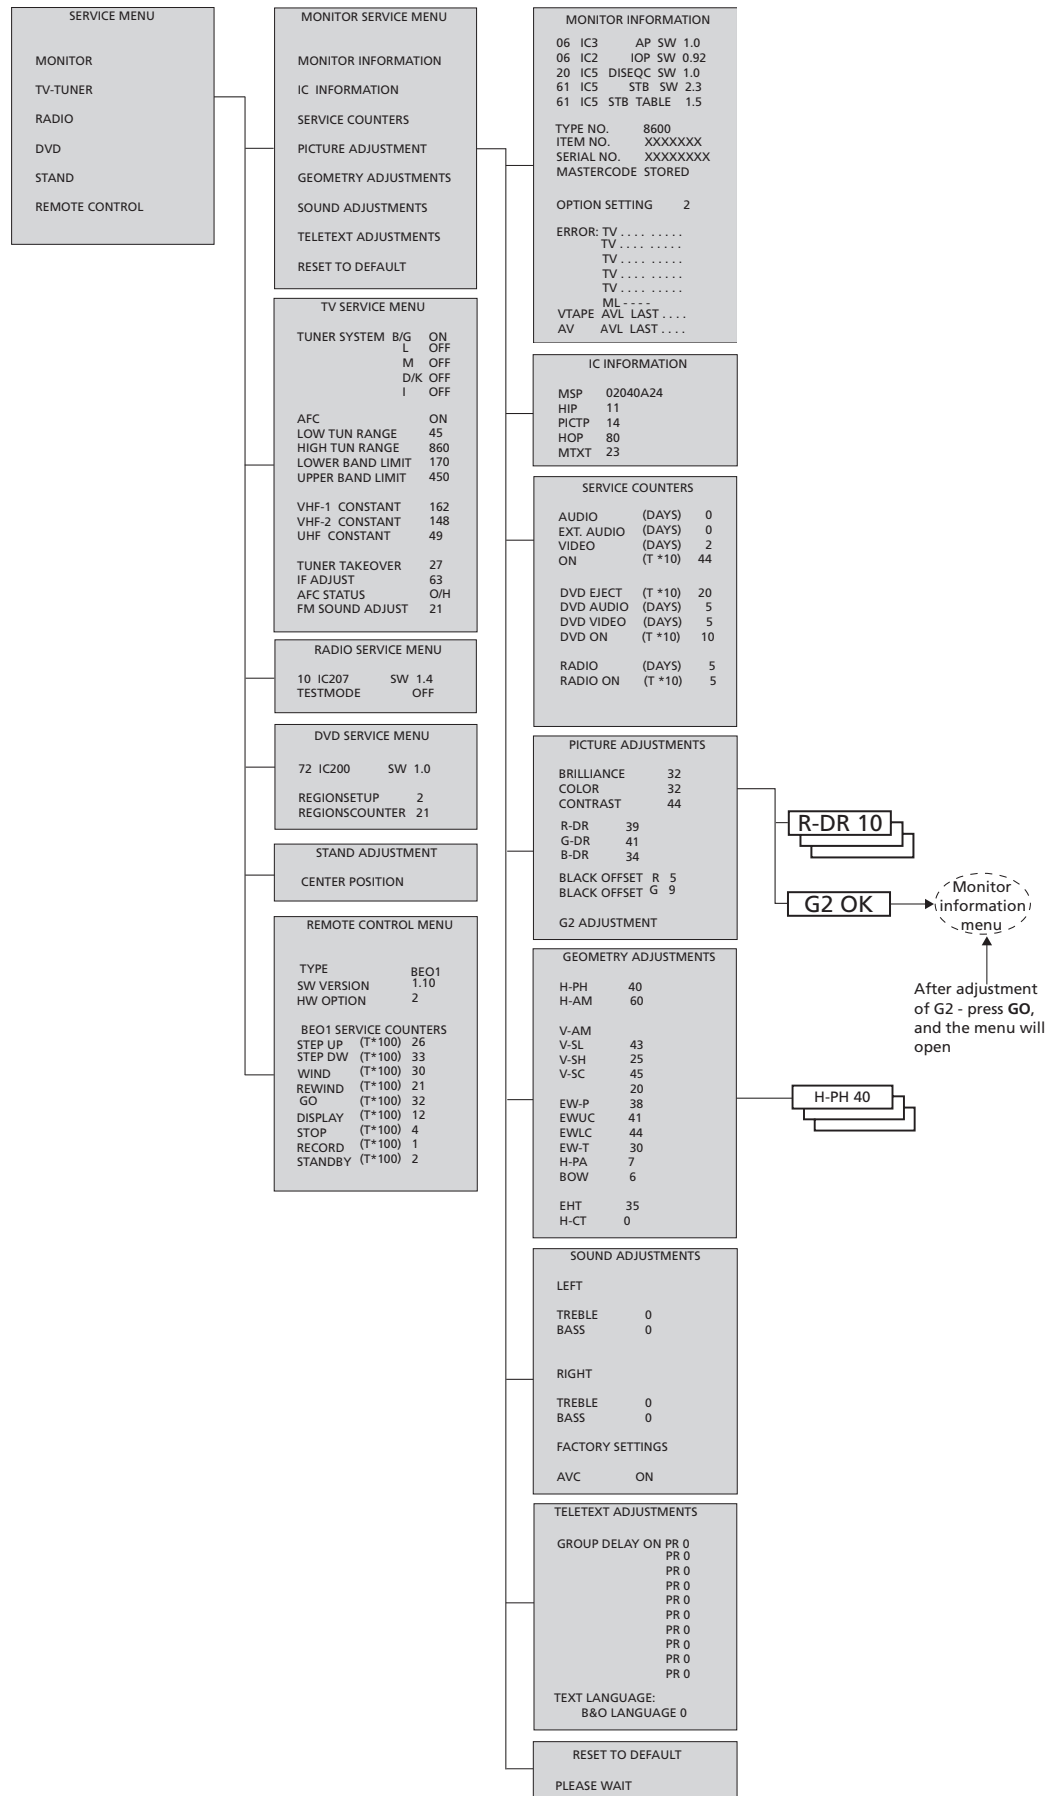 SERVICE MENU
MONITOR
TV-TUNER
RADIO
DVD
STAND
REMOTE CONTROL
MONITOR SERVICE MENU
MONITOR INFORMATION
IC INFORMATION
SERVICE COUNTERS
PICTURE ADJUSTMENT
GEOMETRY ADJUSTMENTS
SOUND ADJUSTMENTS
TELETEXT ADJUSTMENTS
RESET TO DEFAULT
TV SERVICE MENU
TUNER SYSTEM B/G ON
L OFF
M OFF
D/K OFF
I OFF
AFC ON
LOW TUN RANGE 45
HIGH TUN RANGE 860
LOWER BAND LIMIT 170
UPPER BAND LIMIT 450
VHF-1 CONSTANT 162
VHF-2 CONSTANT 148
UHF CONSTANT 49
TUNER TAKEOVER 27
IF ADJUST 63
AFC STATUS O/H
FM SOUND ADJUST 21
RADIO SERVICE MENU
10 IC207 SW 1.4
TESTMODE OFF
DVD SERVICE MENU
72 IC200 SW 1.0
REGIONSETUP 2
REGIONSCOUNTER 21
STAND ADJUSTMENT
CENTER POSITION
REMOTE CONTROL MENU
TYPE BEO1
SW VERSION 1.10
HW OPTION 2
BEO1 SERVICE COUNTERS
STEP UP (T*100) 26
STEP DW (T*100) 33
WIND (T*100) 30
REWIND (T*100) 21
GO (T*100) 32
DISPLAY (T*100) 12
STOP (T*100) 4
RECORD (T*100) 1
STANDBY (T*100) 2
MONITOR INFORMATION
06 IC3 AP SW 1.0
06 IC2 IOP SW 0.92
20 IC5 DISEQC SW 1.0
61 IC5 STB SW 2.3
61 IC5 STB TABLE 1.5
TYPE NO. 8600
ITEM NO. XXXXXXX
SERIAL NO. XXXXXXXX
MASTERCODE STORED
OPTION SETTING 2
ERROR: TV . . . . . . . . .
TV . . . . . . . . .
TV . . . . . . . . .
TV . . . . . . . . .
TV . . . . . . . . .
ML - - - -
VTAPE AVL LAST . . . .
AV AVL LAST . . . .
IC INFORMATION
MSP 02040A24
HIP 11
PICTP 14
HOP 80
MTXT 23
SERVICE COUNTERS
AUDIO (DAYS) 0
EXT. AUDIO (DAYS) 0
VIDEO (DAYS) 2
ON (T *10) 44
DVD EJECT (T *10) 20
DVD AUDIO (DAYS) 5
DVD VIDEO (DAYS) 5
DVD ON (T *10) 10
RADIO (DAYS) 5
RADIO ON (T *10) 5
PICTURE ADJUSTMENTS
BRILLIANCE 32
COLOR 32
CONTRAST 44
R-DR 39
G-DR 41
B-DR 34
BLACK OFFSET R 5
BLACK OFFSET G 9
G2 ADJUSTMENT
R-DR 10
G2 OK
Monitor
information
menu
After adjustment
of G2 - press GO,
and the menu will
open
GEOMETRY ADJUSTMENTS
H-PH 40
H-AM 60
V-AM
V-SL 43
V-SH 25
V-SC 45
20
EW-P 38
EWUC 41
EWLC 44
EW-T 30
H-PA 7
BOW 6
EHT 35
H-CT 0
H-PH 40
SOUND ADJUSTMENTS
LEFT
TREBLE 0
BASS 0
RIGHT
TREBLE 0
BASS 0
FACTORY SETTINGS
AVC ON
TELETEXT ADJUSTMENTS
GROUP DELAY ON PR 0
PR 0
PR 0
PR 0
PR 0
PR 0
PR 0
PR 0
PR 0
PR 0
TEXT LANGUAGE:
B&O LANGUAGE 0
RESET TO DEFAULT
PLEASE WAIT